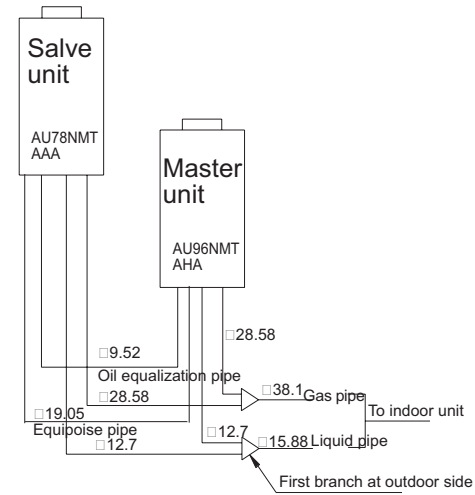 Salve
unit
AU78NMT
AAA
Master
unit
AU96NMT
AHA
□28.58
□9.52
Oil equalization pipe
□28.58
□38.1 Gas pipe
To indoor unit
□19.05
Equipoise pipe
□12.7
□12.7
□15.88 Liquid pipe
First branch at outdoor side